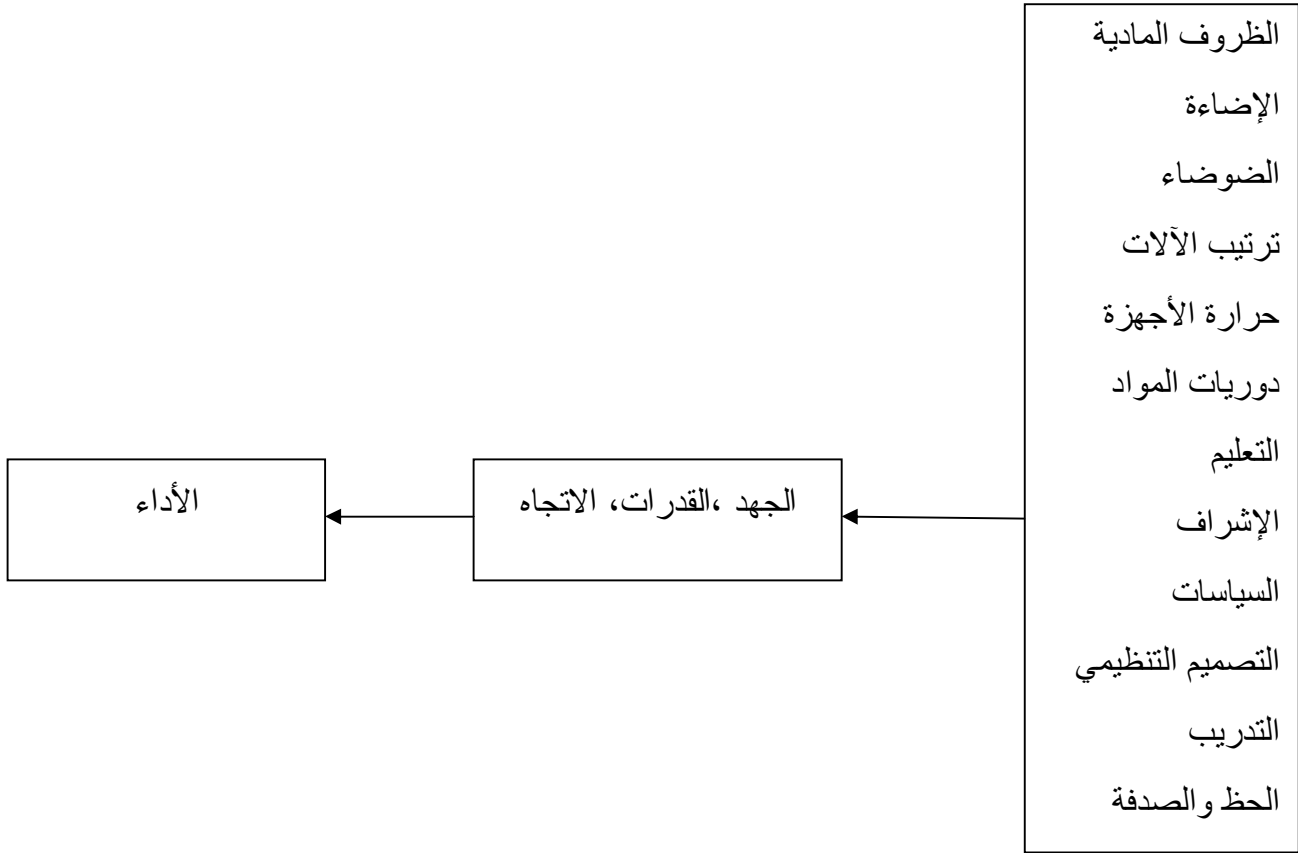 الظروف المادية
الإضاءة
الضوضاء
ترتيب الآلات
حرارة الأجهزة
دوريات المواد
التعليم
الإشراف
السياسات
التصميم التنظيمي
التدريب
الحظ والصدفة
الجهد ،القدرات، الاتجاه
الأداء